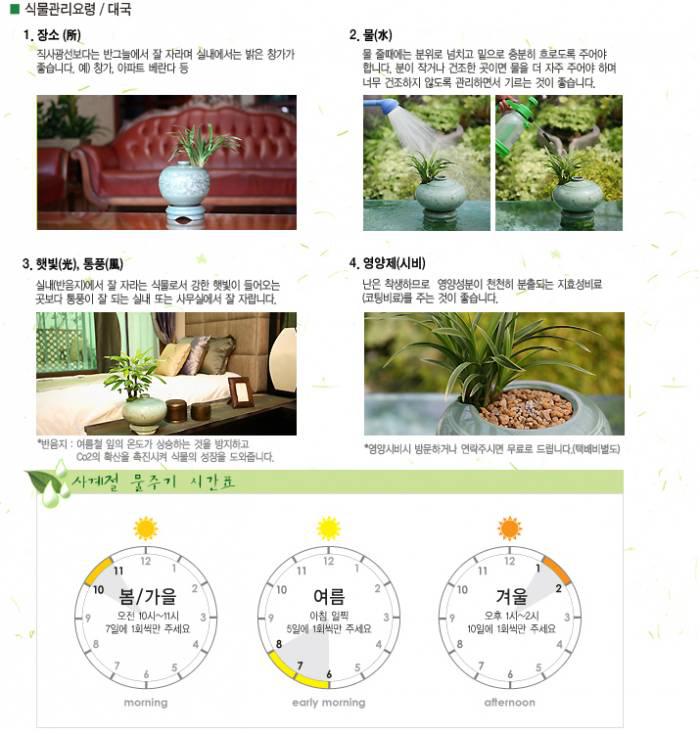 식물관리요령 / 대국
1. 장소 (所)
직사광선보다는 반그늘에서 잘 자라며 실내에서는 밝은 창가가
좋습니다. 예) 창가, 아파트 베란다 등
2. 물(水)
물 줄때에는 분위로 넘치고 밑으로 충분히 흐르도록 주어야
합니다. 분이 작거나 건조한 곳이면 물을 더 자주 주어야 하며
너무 건조하지 않도록 관리하면서 기르는 것이 좋습니다.
3. 햇빛(光), 통풍(風)
실내(반음지)에서 잘 자라는 식물로서 강한 햇빛이 들어오는
곳보다 통풍이 잘 되는 실내 또는 사무실에서 잘 자랍니다.
*반음지 : 여름철 잎의 온도가 상승하는 것을 방지하고
Co2의 확산을 촉진시켜 식물의 성장을 도와줍니다.
4. 영양제(시비)
난은 착생하므로 영양성분이 천천히 분출되는 지효성비료
(코팅비료)를 주는 것이 좋습니다.
*영양시비시 방문하거나 연락주시면 무료로 드립니다.(택배비별도)
사계절 물주기 시간표
12
1
2
3
4
5
6
7
8
9
10
11
봄/가을
오전 10시~11시
7일에 1회씩만 주세요
morning
12
1
2
3
4
5
6
7
8
9
10
11
여름
아침 일찍
5일에 1회씩만 주세요
early morning
12
1
2
3
4
5
6
7
8
9
10
11
겨울
오후 1시~2시
10일에 1회씩만 주세요
afternoon